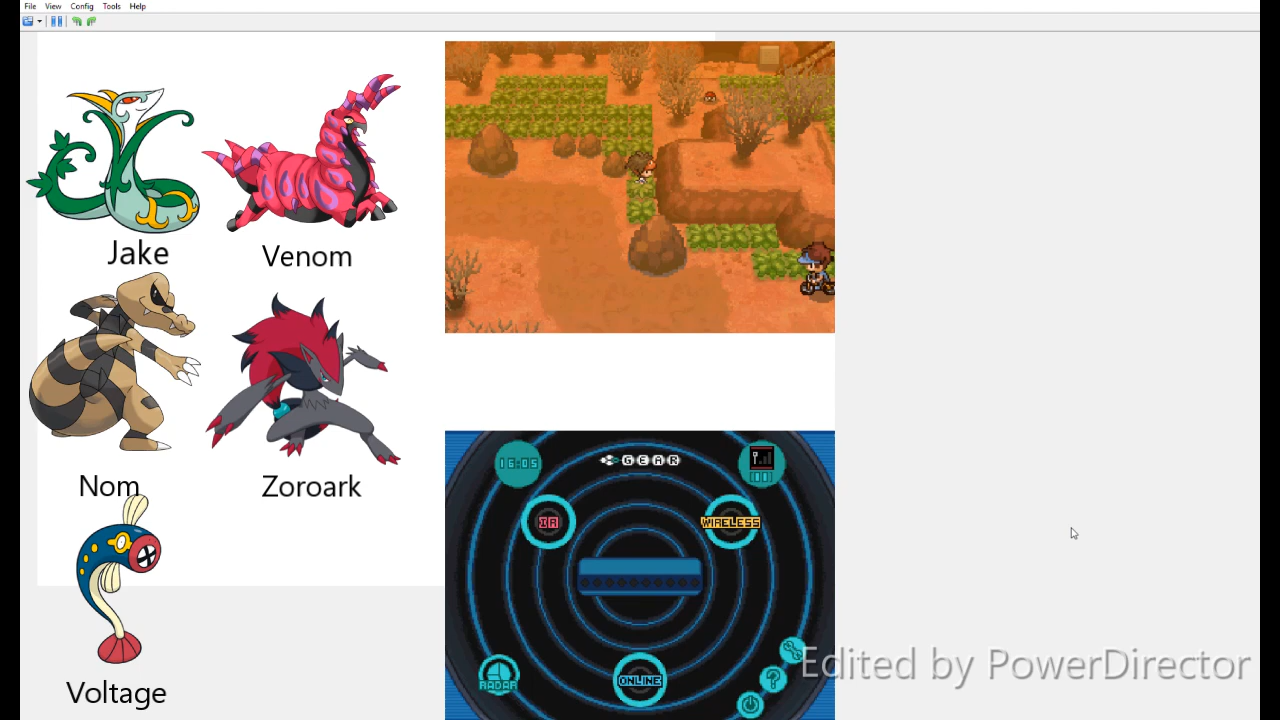 File View Config Tools Help
Jake
Venom
Nom
Zoroark
Voltage
16:05
C GEAR
IR
WIRELESS
RADAR
ONLINE
?
Edited by PowerDirector